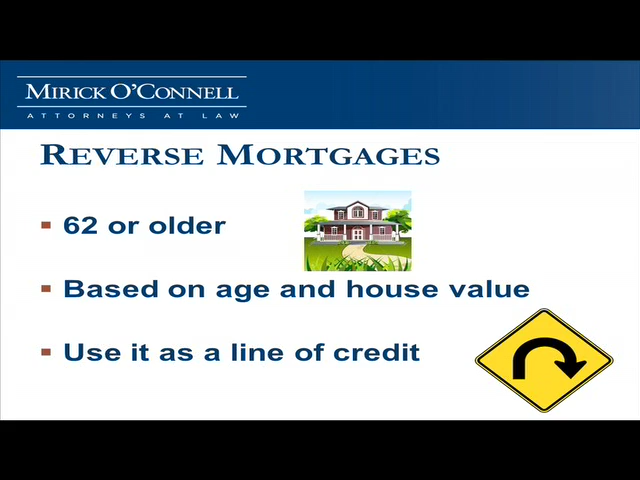 MIRICK O'CONNELL
ATTORNEYS AT LAW
REVERSE MORTGAGES
62 or older
Based on age and house value
Use it as a line of credit